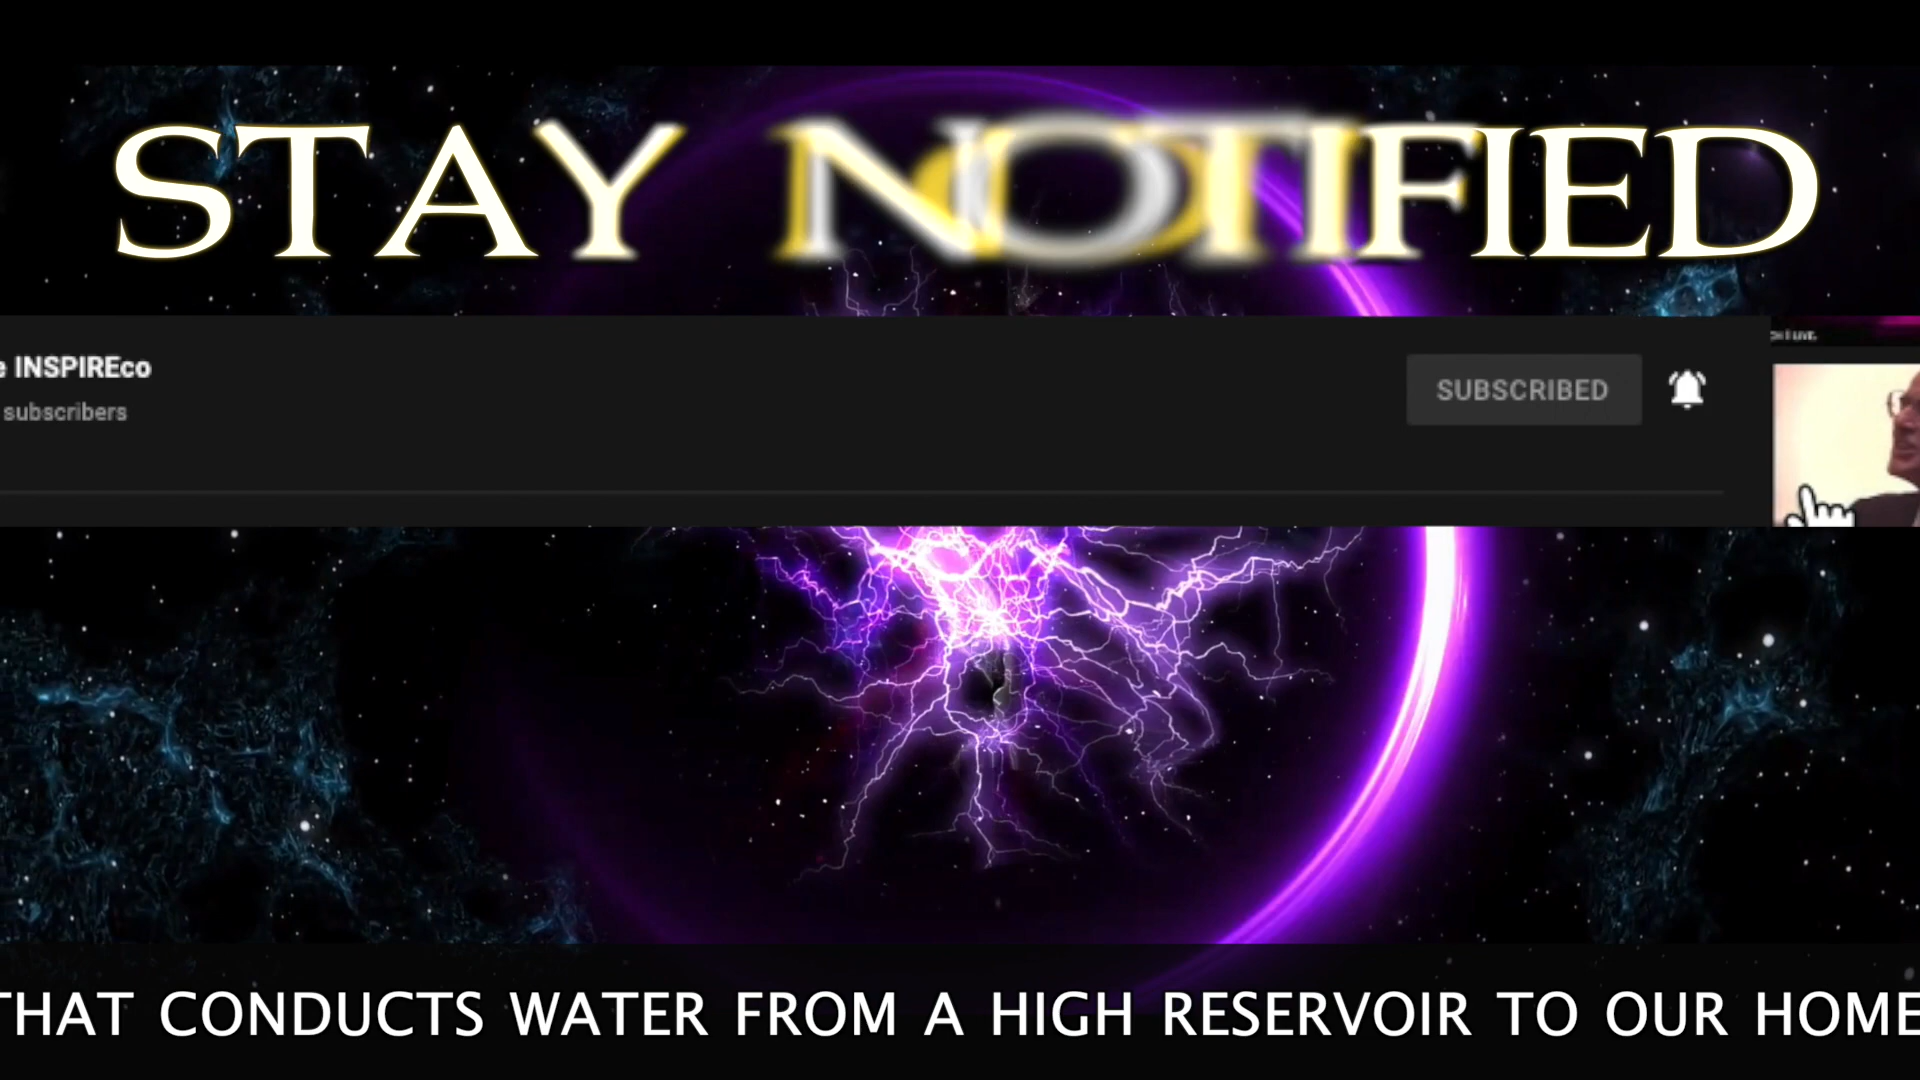 STAY NOTIFIED
e INSPIREco
subscribers
SUBSCRIBED
THAT CONDUCTS WATER FROM A HIGH RESERVOIR TO OUR HOME